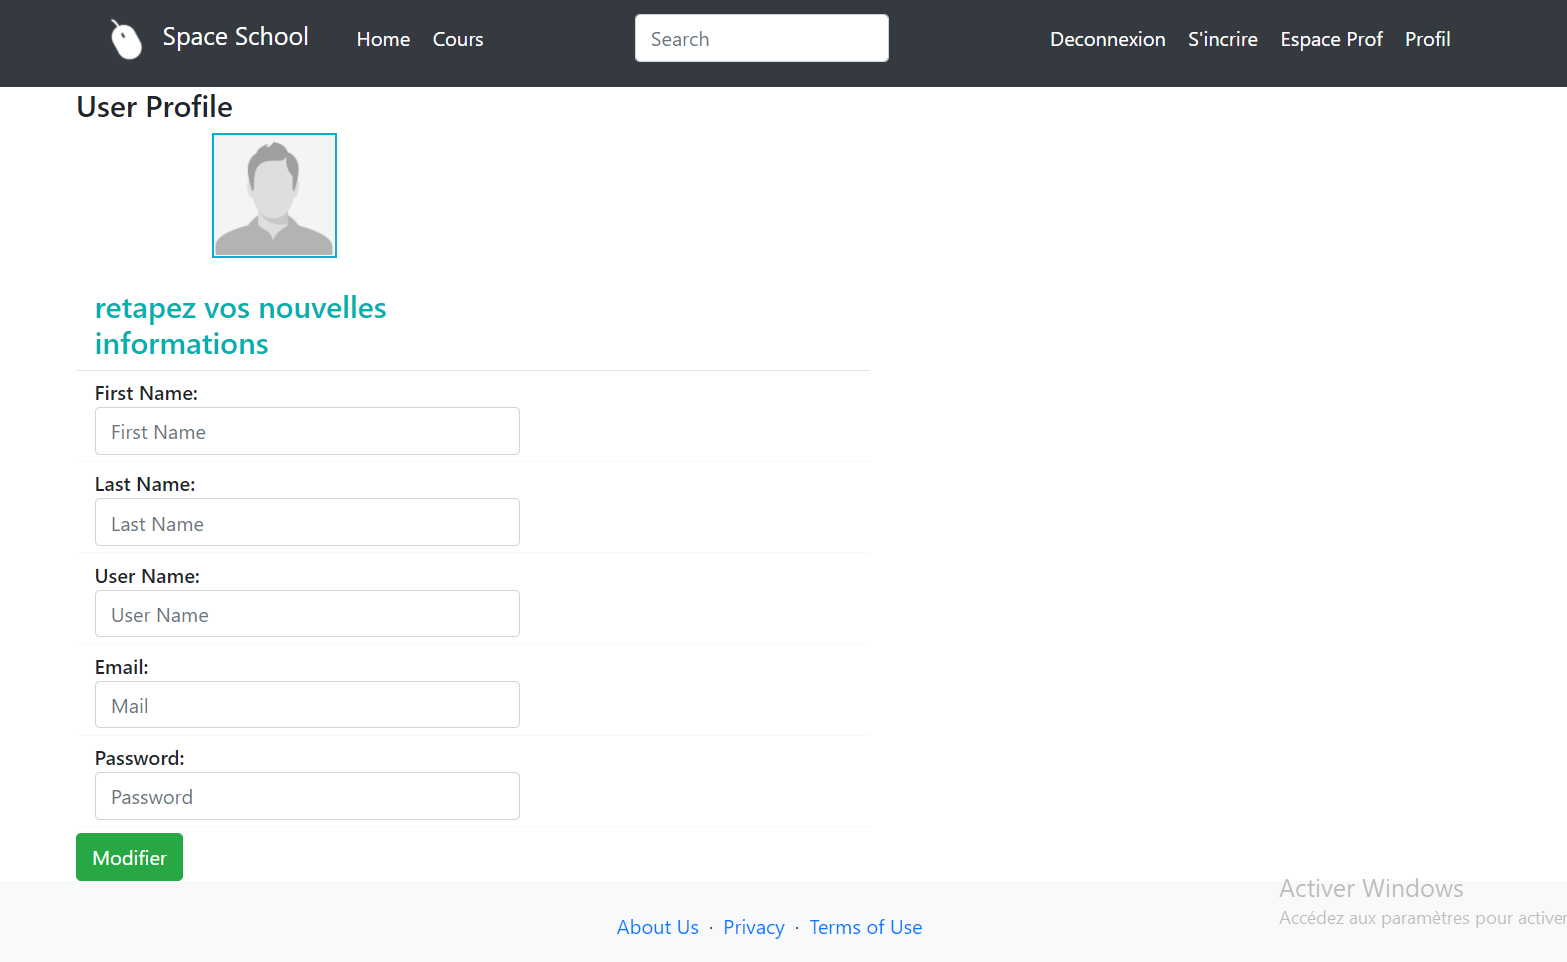 Space School
Home
Cours
Search
Deconnexion
S'incrire
Espace Prof
Profil
User Profile
retapez vos nouvelles
informations
First Name:
First Name
Last Name:
Last Name
User Name:
User Name
Email:
Mail
Password:
Password
Modifier
Activer Windows
Accédez aux paramètres pour activer
About Us · Privacy · Terms of Use